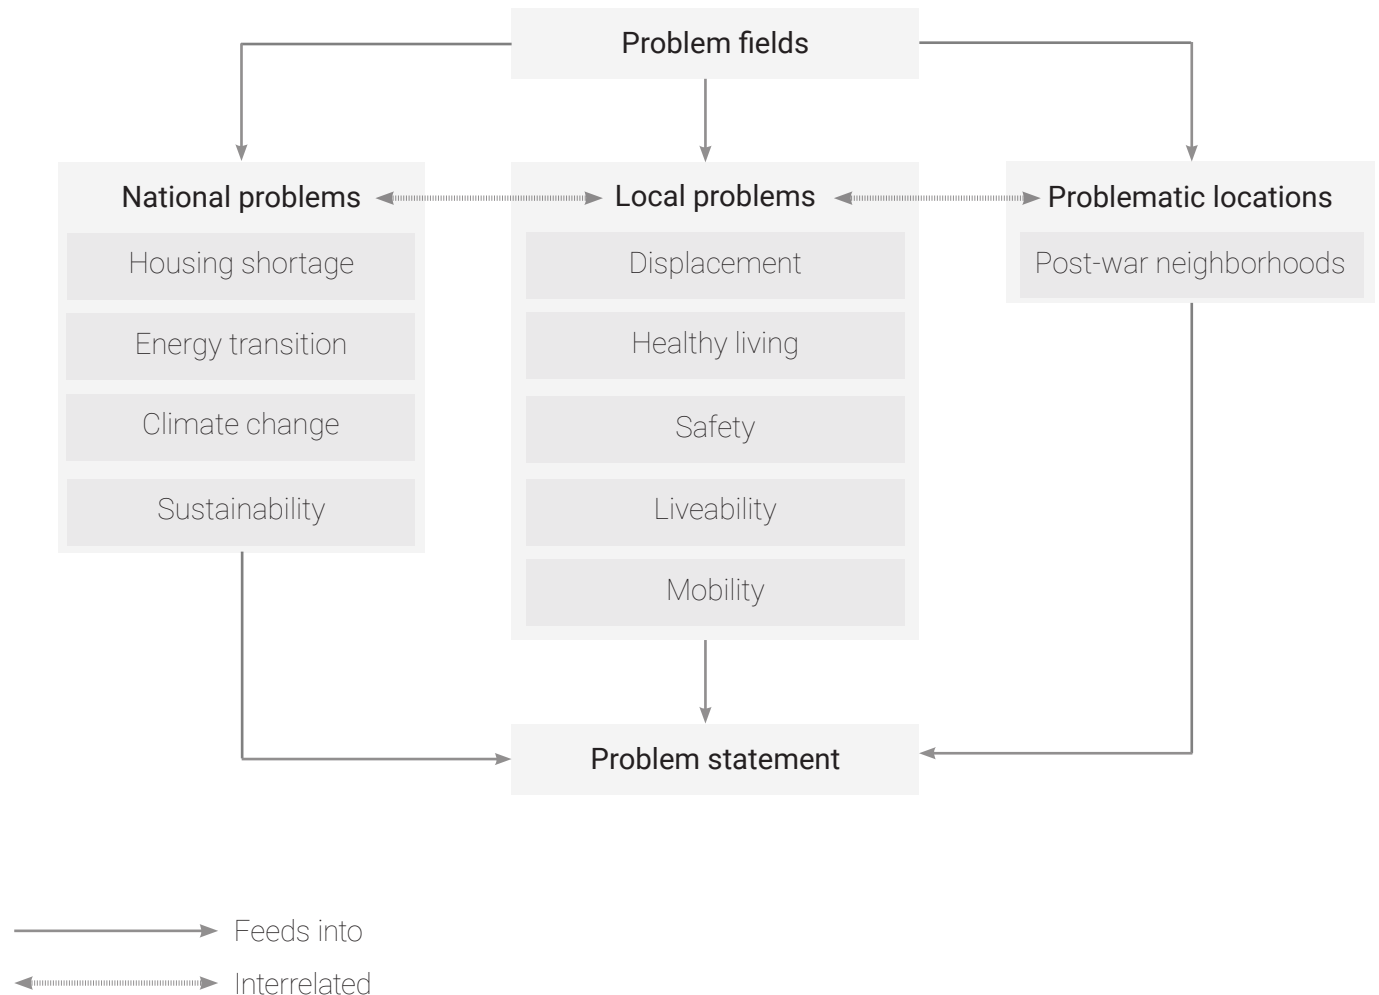 Problem fields
National problems
Housing shortage
Energy transition
Climate change
Sustainability
Local problems
Displacement
Healthy living
Safety
Liveability
Mobility
Problematic locations
Post-war neighborhoods
Problem statement
Feeds into
Interrelated